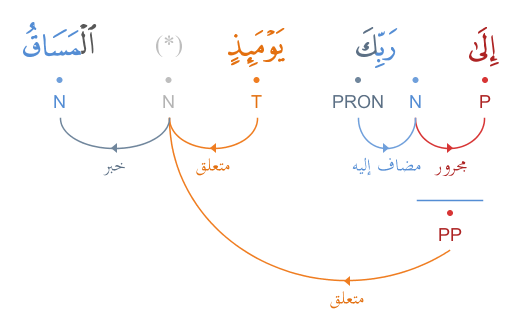 إِلَىٰ رَبِّكَ يَوْمَئِذٍ (*) ٱلْمَسَاقُ
P N PRON T N N
مجرور مضاف إليه متعلق خبر
PP
متعلق